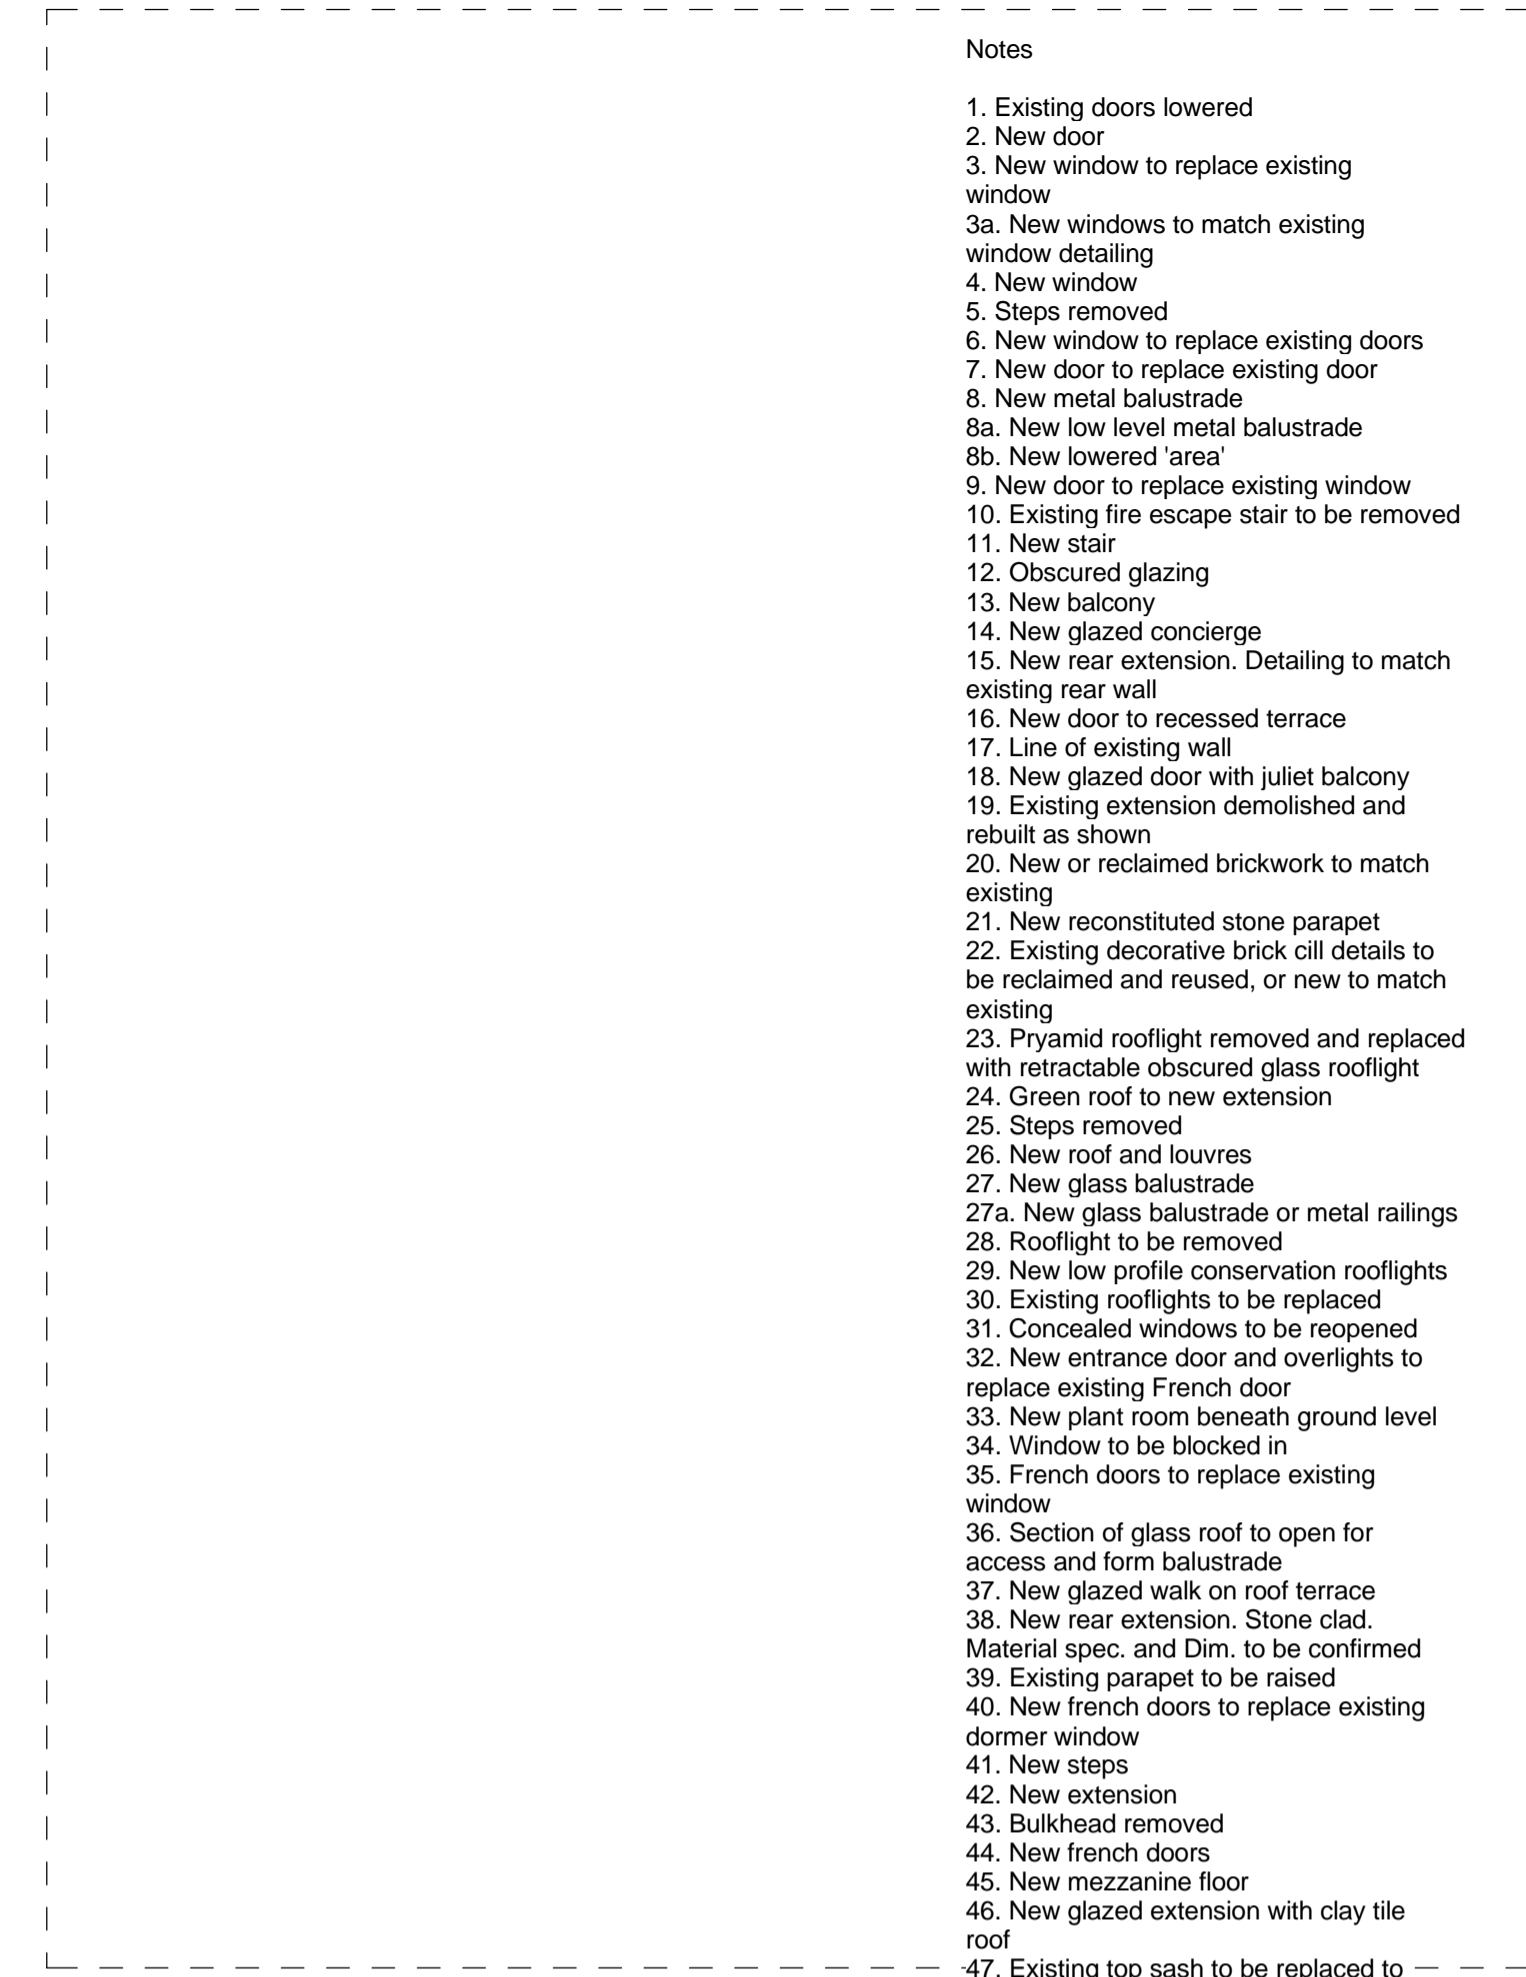 Notes
1. Existing doors lowered
2. New door
3. New window to replace existing
window
3a. New windows to match existing
window detailing
4. New window
5. Steps removed
6. New window to replace existing doors
7. New door to replace existing door
8. New metal balustrade
8a. New low level metal balustrade
8b. New lowered 'area'
9. New door to replace existing window
10. Existing fire escape stair to be removed
11. New stair
12. Obscured glazing
13. New balcony
14. New glazed concierge
15. New rear extension. Detailing to match
existing rear wall
16. New door to recessed terrace
17. Line of existing wall
18. New glazed door with juliet balcony
19. Existing extension demolished and
rebuilt as shown
20. New or reclaimed brickwork to match
existing
21. New reconstituted stone parapet
22. Existing decorative brick cill details to
be reclaimed and reused, or new to match
existing
23. Pryamid rooflight removed and replaced
with retractable obscured glass rooflight
24. Green roof to new extension
25. Steps removed
26. New roof and louvres
27. New glass balustrade
27a. New glass balustrade or metal railings
28. Rooflight to be removed
29. New low profile conservation rooflights
30. Existing rooflights to be replaced
31. Concealed windows to be reopened
32. New entrance door and overlights to
replace existing French door
33. New plant room beneath ground level
34. Window to be blocked in
35. French doors to replace existing
window
36. Section of glass roof to open for
access and form balustrade
37. New glazed walk on roof terrace
38. New rear extension. Stone clad.
Material spec. and Dim. to be confirmed
39. Existing parapet to be raised
40. New french doors to replace existing
dormer window
41. New steps
42. New extension
43. Bulkhead removed
44. New french doors
45. New mezzanine floor
46. New glazed extension with clay tile
roof
47. Existing top sash to be replaced to